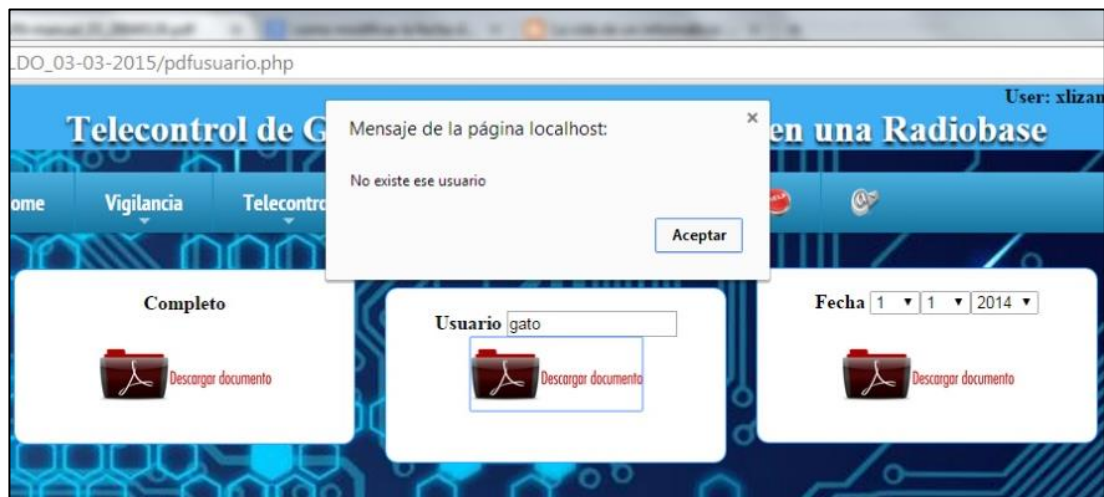 LDO_03-03-2015/pdfusuario.php
User: xlizan
Telecontrol de G
en una Radiobase
Mensaje de la página localhost:
No existe ese usuario
Aceptar
ome
Vigilancia
Telecontro
Completo
Descargar documento
Usuario gato
Descargar documento
Fecha 1 1 2014
Descargar documento